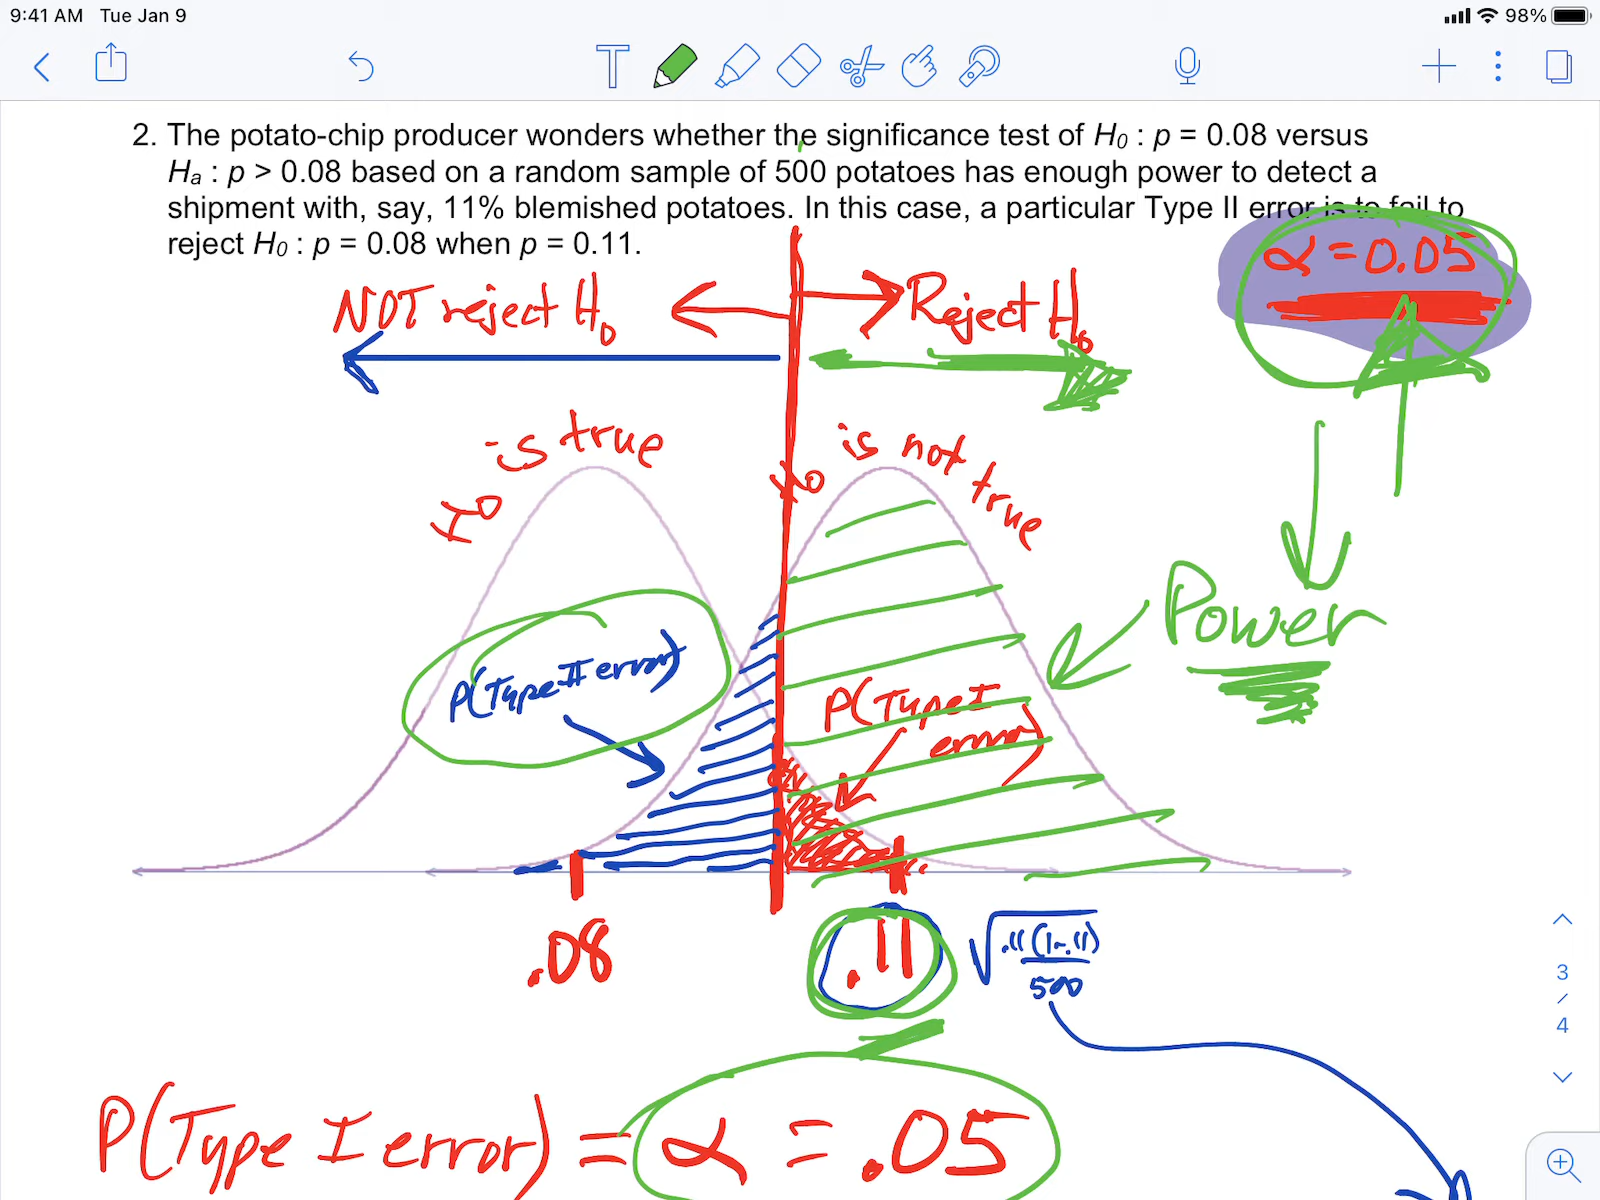 9:41 AM Tue Jan 9
98%
T
2. The potato-chip producer wonders whether the significance test of H₀ : p = 0.08 versus
Hₐ : p > 0.08 based on a random sample of 500 potatoes has enough power to detect a
shipment with, say, 11% blemished potatoes. In this case, a particular Type II error is to fail to
reject H₀ : p = 0.08 when p = 0.11.
α = 0.05
NOT reject H₀
Reject H₀
H₀ is true
H₀ is not true
Power
P(Type II error)
P(Type I
error)
.08
.11
√.11(1-.11)
500
3
/
4
P(Type I error) = α = .05